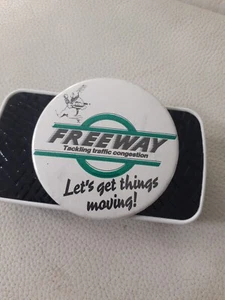 FREEWAY
Tackling traffic congestion
Let's get things
moving!